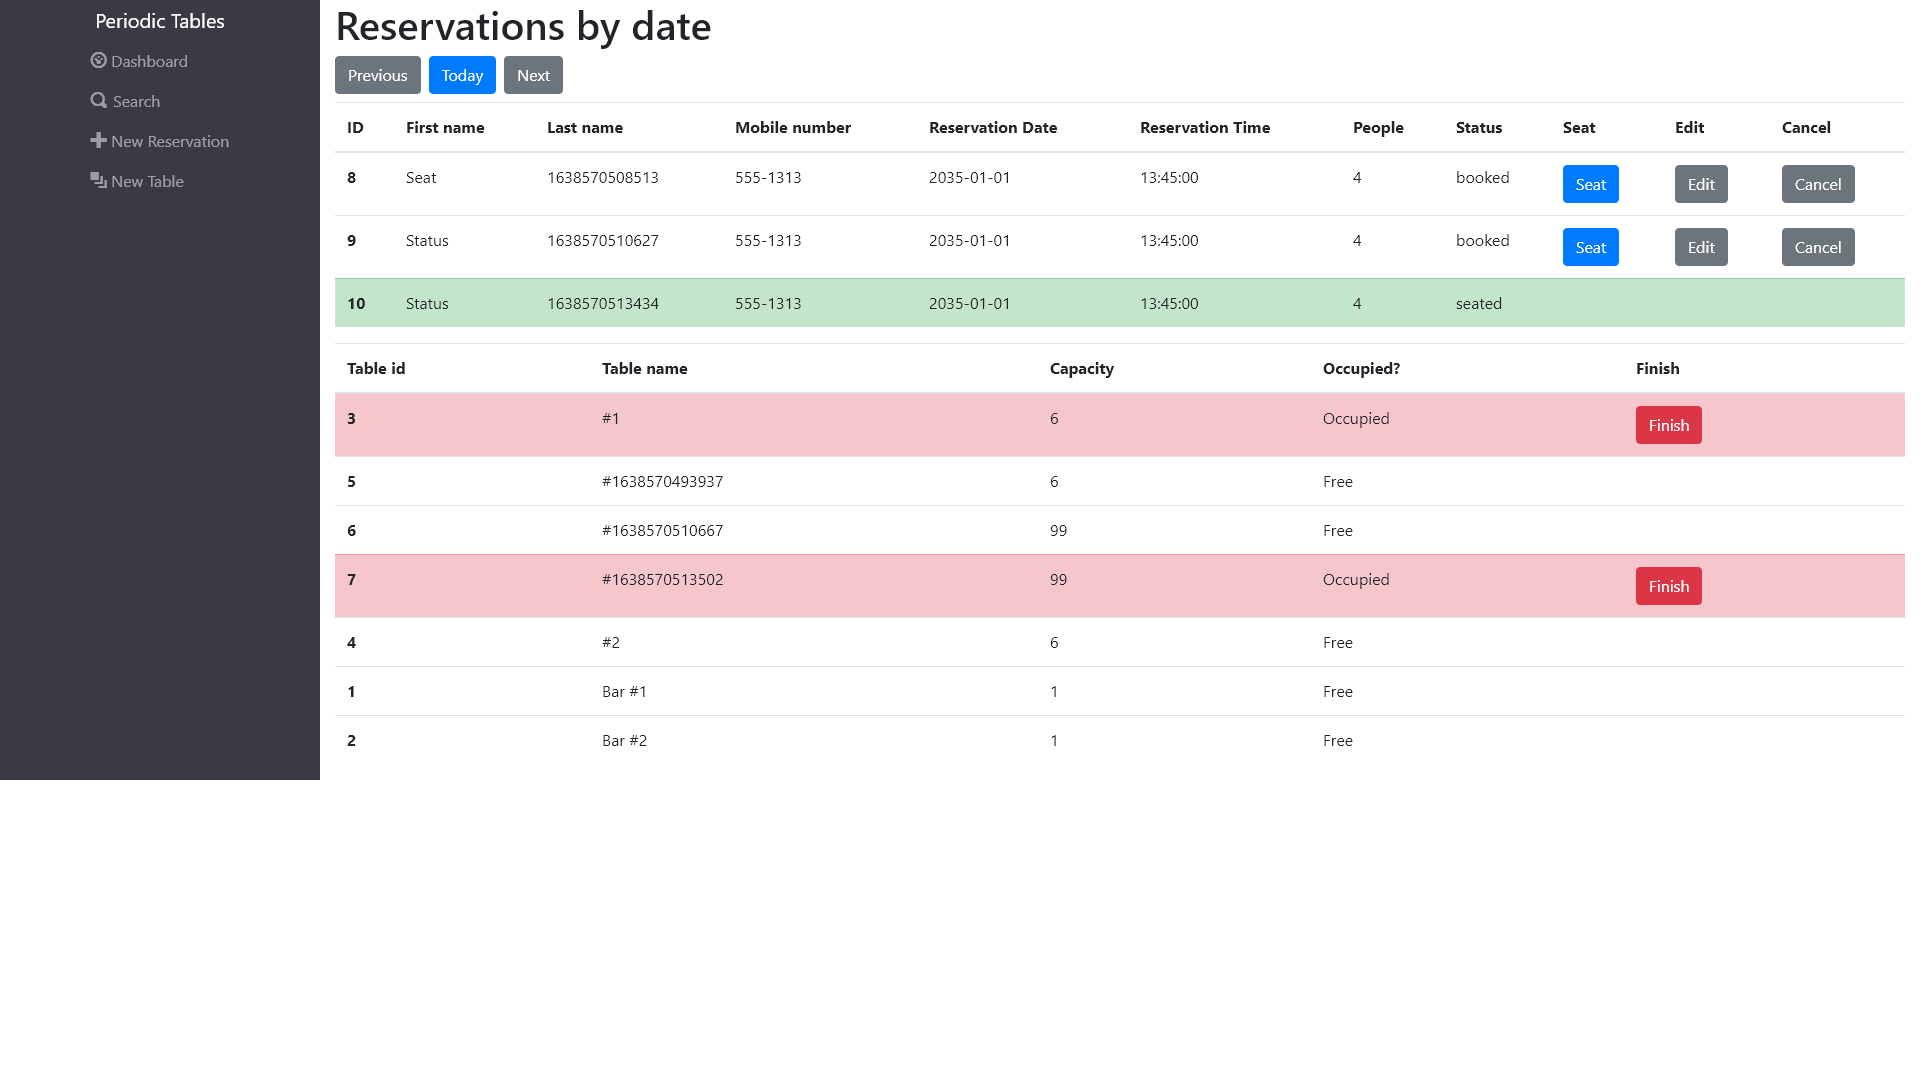 Periodic Tables
Dashboard
Search
New Reservation
New Table
Reservations by date
Previous Today Next
ID First name Last name Mobile number Reservation Date Reservation Time People Status Seat Edit Cancel
8 Seat 1638570508513 555-1313 2035-01-01 13:45:00 4 booked Seat Edit Cancel
9 Status 1638570510627 555-1313 2035-01-01 13:45:00 4 booked Seat Edit Cancel
10 Status 1638570513434 555-1313 2035-01-01 13:45:00 4 seated
Table id Table name Capacity Occupied? Finish
3 #1 6 Occupied Finish
5 #1638570493937 6 Free
6 #1638570510667 99 Free
7 #1638570513502 99 Occupied Finish
4 #2 6 Free
1 Bar #1 1 Free
2 Bar #2 1 Free